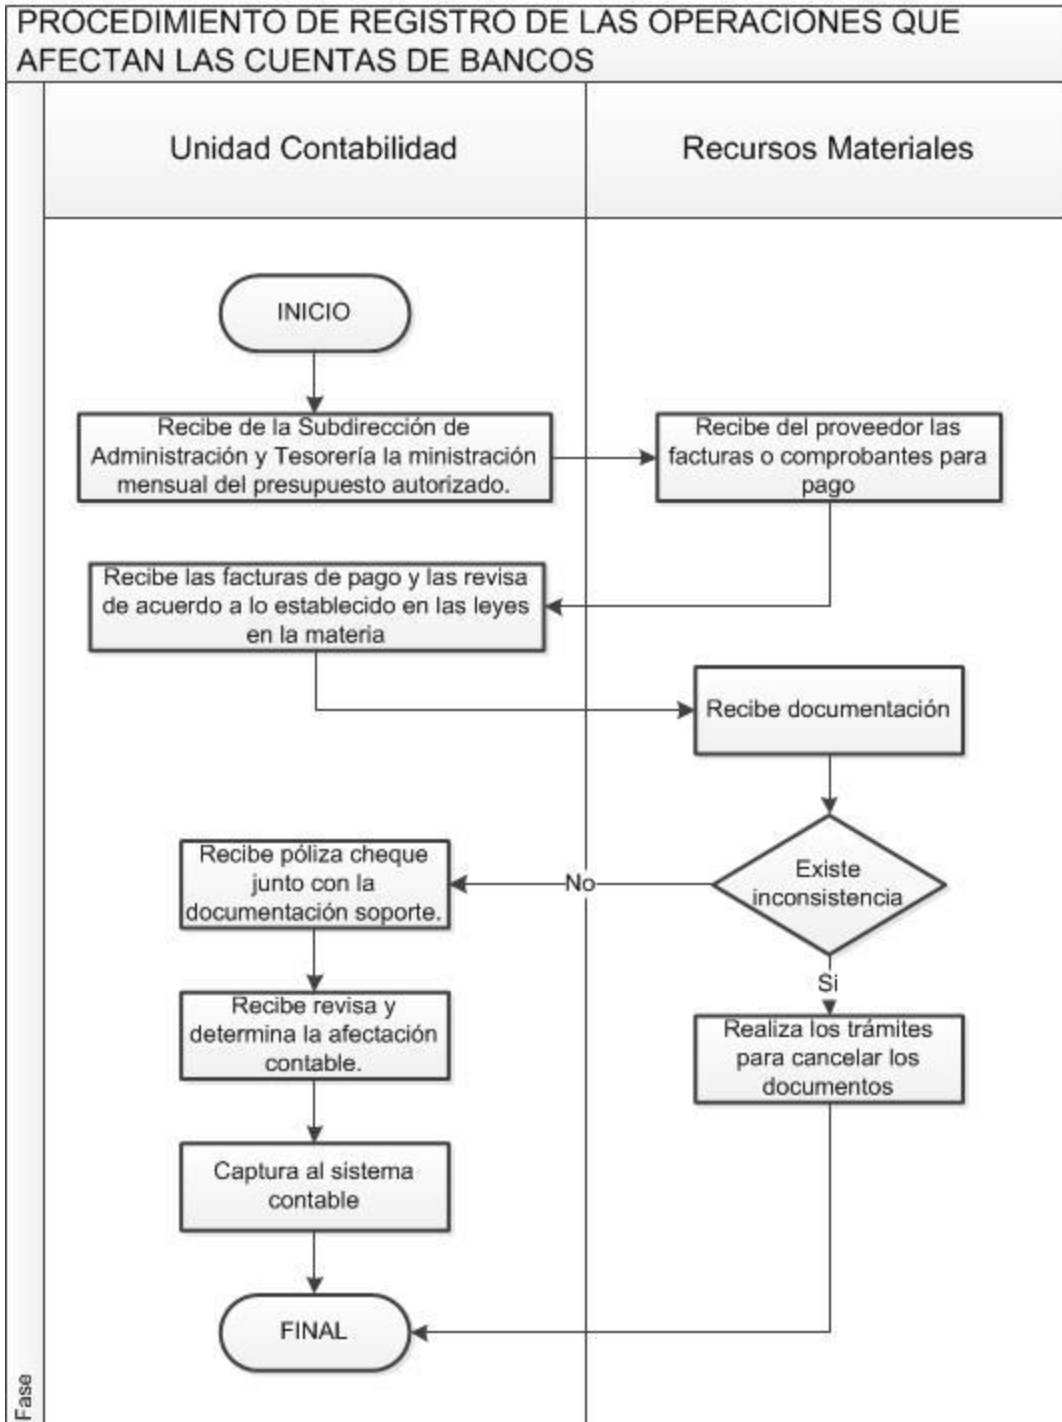 PROCEDIMIENTO DE REGISTRO DE LAS OPERACIONES QUE
AFECTAN LAS CUENTAS DE BANCOS
Unidad Contabilidad
Recursos Materiales
INICIO
Recibe de la Subdirección de
Administración y Tesorería la ministración
mensual del presupuesto autorizado.
Recibe del proveedor las
facturas o comprobantes para
pago
Recibe las facturas de pago y las revisa
de acuerdo a lo establecido en las leyes
en la materia
Recibe documentación
Existe
inconsistencia
No
Recibe póliza cheque
junto con la
documentación soporte.
Si
Recibe revisa y
determina la afectación
contable.
Realiza los trámites
para cancelar los
documentos
Captura al sistema
contable
FINAL
Fase